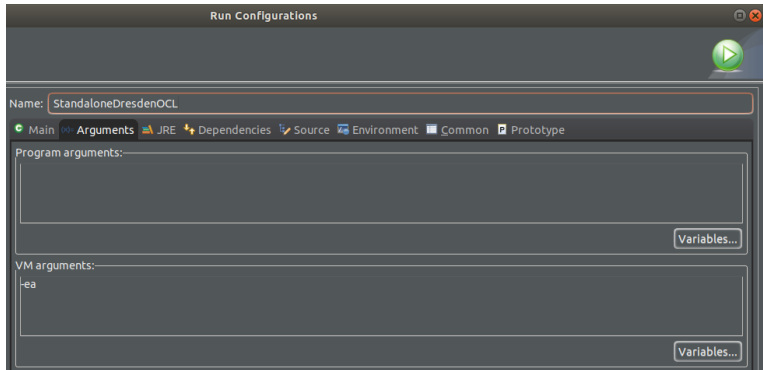 Run Configurations
Name: StandaloneDresdenOCL
Main Arguments JRE Dependencies Source Environment Common Prototype
Program arguments:
Variables...
VM arguments:
-ea
Variables...